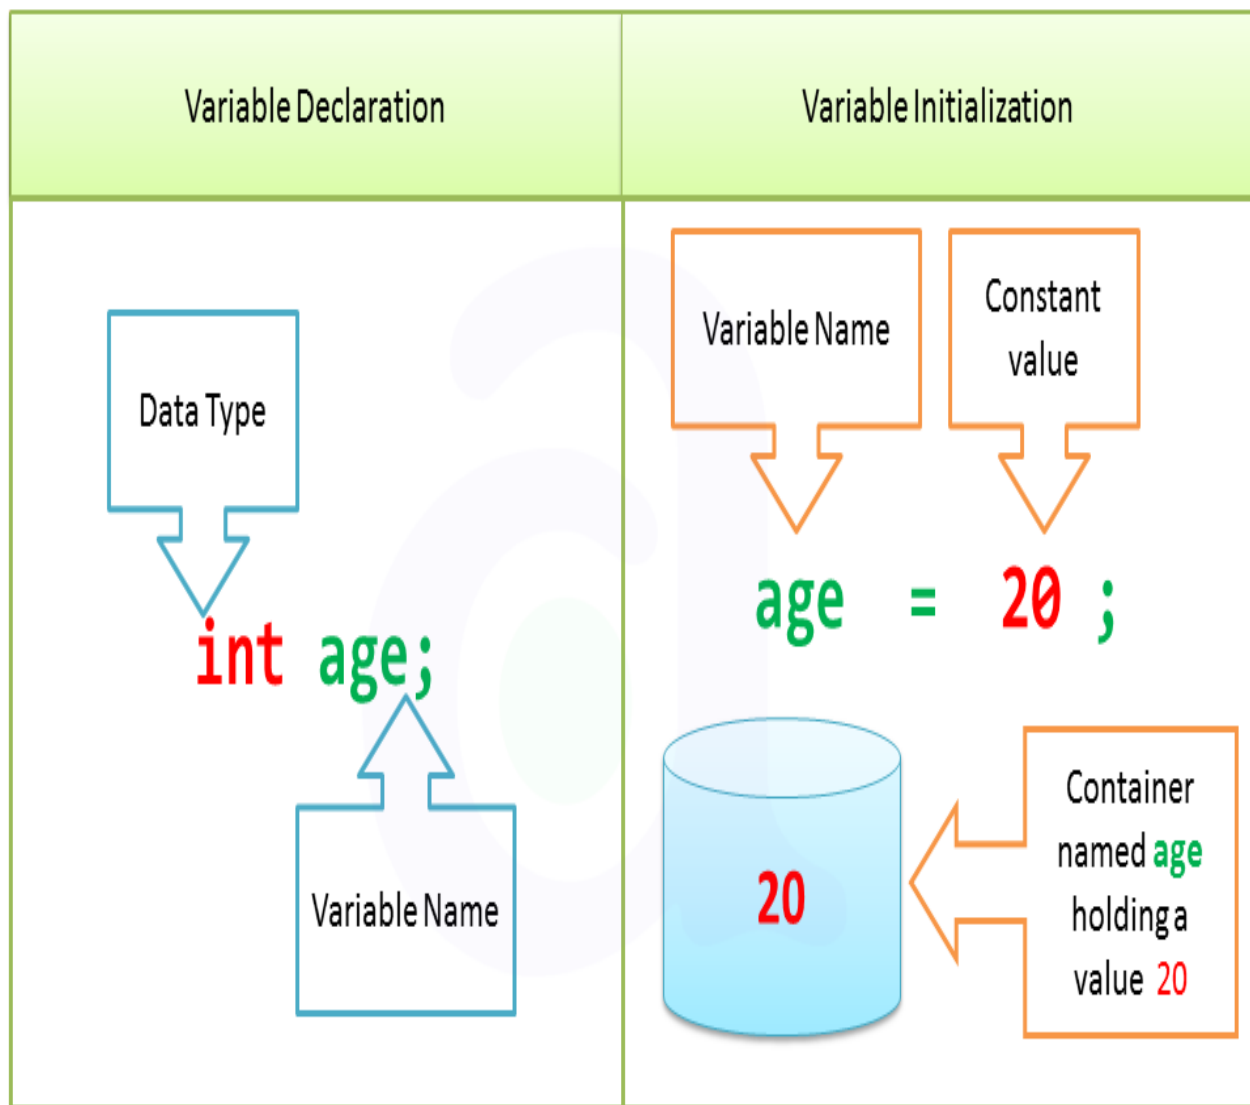 Variable Declaration
Variable Initialization
Data Type
int age;
Variable Name
Variable Name
Constant
value
age = 20 ;
20
Container
named age
holding a
value 20